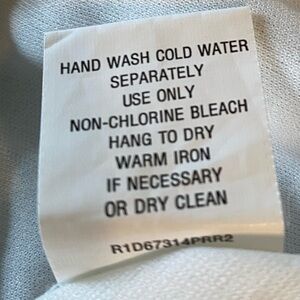 HAND WASH COLD WATER
SEPARATELY
USE ONLY
NON-CHLORINE BLEACH
HANG TO DRY
WARM IRON
IF NECESSARY
OR DRY CLEAN
R1D67314PRR2